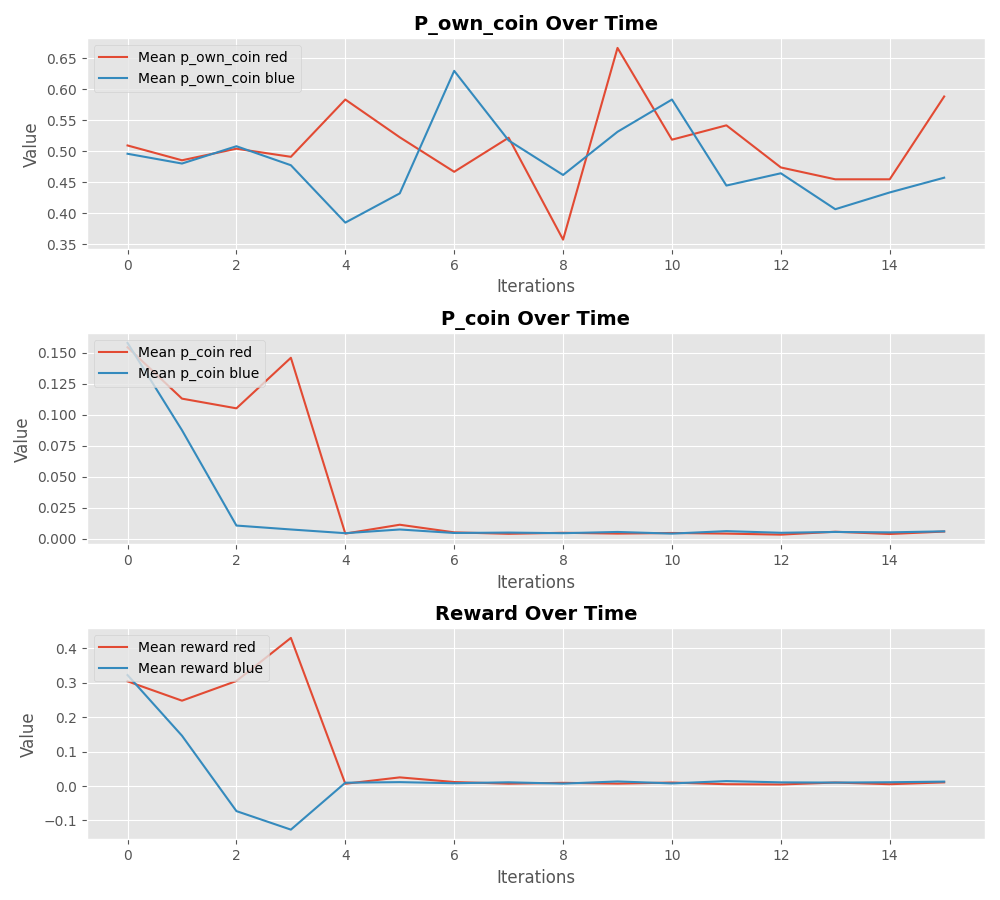 P_own_coin Over Time
Mean p_own_coin red
Mean p_own_coin blue
Value
0.65
0.60
0.55
0.50
0.45
0.40
0.35
0 2 4 6 8 10 12 14
Iterations
P_coin Over Time
Mean p_coin red
Mean p_coin blue
Value
0.150
0.125
0.100
0.075
0.050
0.025
0.000
0 2 4 6 8 10 12 14
Iterations
Reward Over Time
Mean reward red
Mean reward blue
Value
0.4
0.3
0.2
0.1
0.0
−0.1
0 2 4 6 8 10 12 14
Iterations